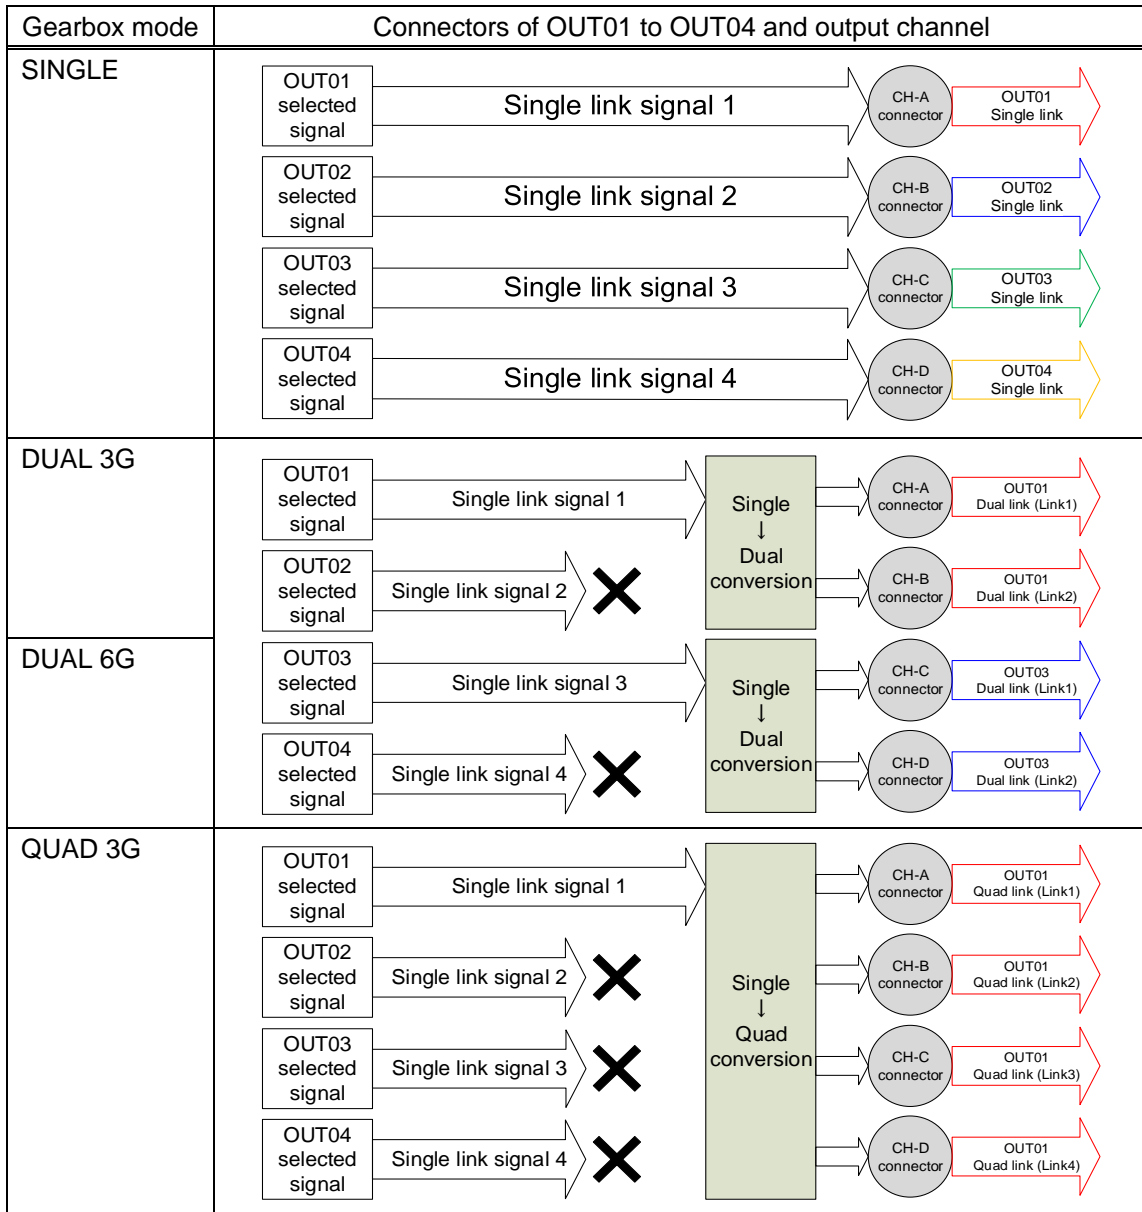 Gearbox mode
Connectors of OUT01 to OUT04 and output channel
SINGLE
OUT01
selected
signal
Single link signal 1
CH-A
connector
OUT01
Single link
OUT02
selected
signal
Single link signal 2
CH-B
connector
OUT02
Single link
OUT03
selected
signal
Single link signal 3
CH-C
connector
OUT03
Single link
OUT04
selected
signal
Single link signal 4
CH-D
connector
OUT04
Single link
DUAL 3G
OUT01
selected
signal
Single link signal 1
Single
↓
Dual
conversion
CH-A
connector
OUT01
Dual link (Link1)
OUT02
selected
signal
Single link signal 2
CH-B
connector
OUT01
Dual link (Link2)
DUAL 6G
OUT03
selected
signal
Single link signal 3
Single
↓
Dual
conversion
CH-C
connector
OUT03
Dual link (Link1)
OUT04
selected
signal
Single link signal 4
CH-D
connector
OUT03
Dual link (Link2)
QUAD 3G
OUT01
selected
signal
Single link signal 1
CH-A
connector
OUT01
Quad link (Link1)
OUT02
selected
signal
Single link signal 2
Single
↓
Quad
conversion
CH-B
connector
OUT01
Quad link (Link2)
OUT03
selected
signal
Single link signal 3
CH-C
connector
OUT01
Quad link (Link3)
OUT04
selected
signal
Single link signal 4
CH-D
connector
OUT01
Quad link (Link4)